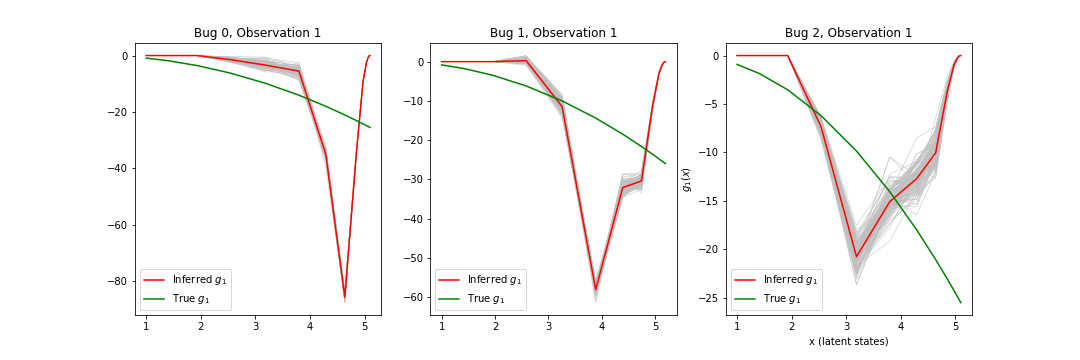 Bug 0, Observation 1
0
−20
−40
−60
−80
1 2 3 4 5
Inferred g₁
True g₁
Bug 1, Observation 1
0
−10
−20
−30
−40
−50
−60
1 2 3 4 5
Inferred g₁
True g₁
Bug 2, Observation 1
g₁(x)
0
−5
−10
−15
−20
−25
1 2 3 4 5
x (latent states)
Inferred g₁
True g₁